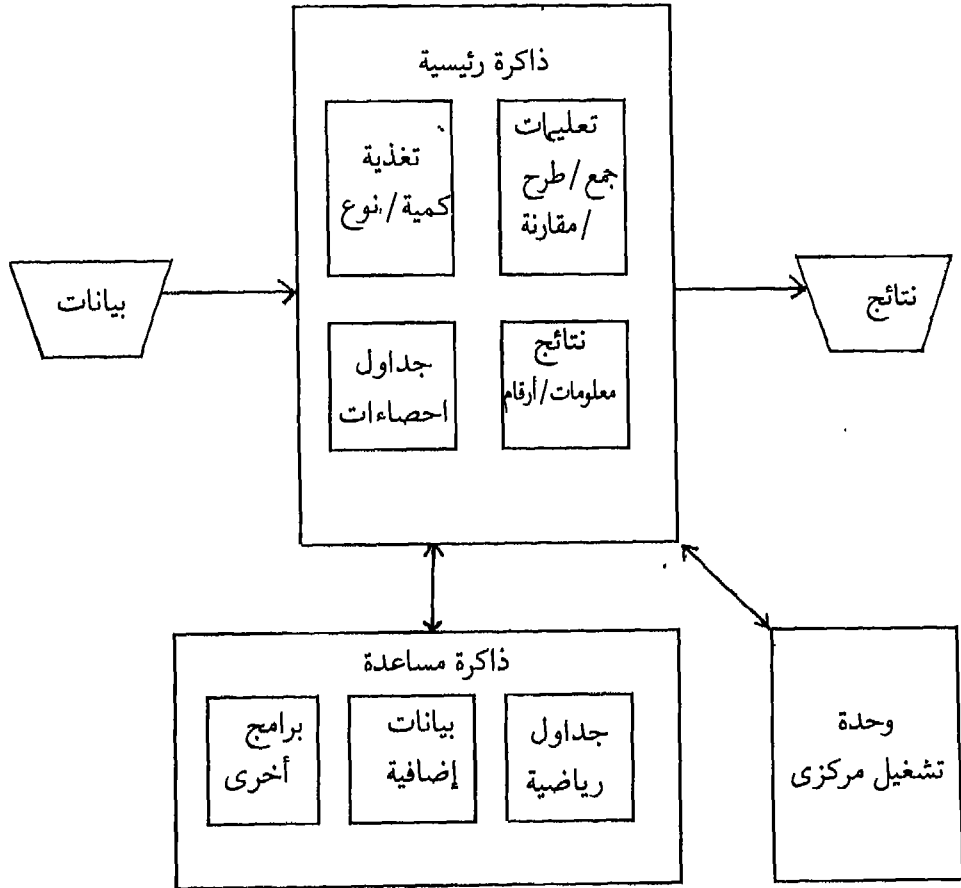 ذاكرة رئيسية
تعليمات
جمع/طرح
/مقارنة
تغذية
كمية/نوع
نتائج
معلومات/أرقام
جداول
احصاءات
بيانات
نتائج
ذاكرة مساعدة
جداول
رياضية
بيانات
إضافية
برامج
أخرى
وحدة
تشغيل مركزى